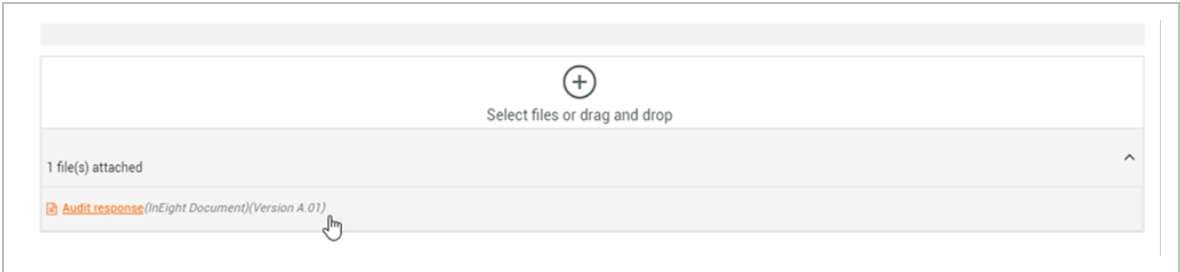 Select files or drag and drop
1 file(s) attached
Audit response(InEight Document)(Version A.01)